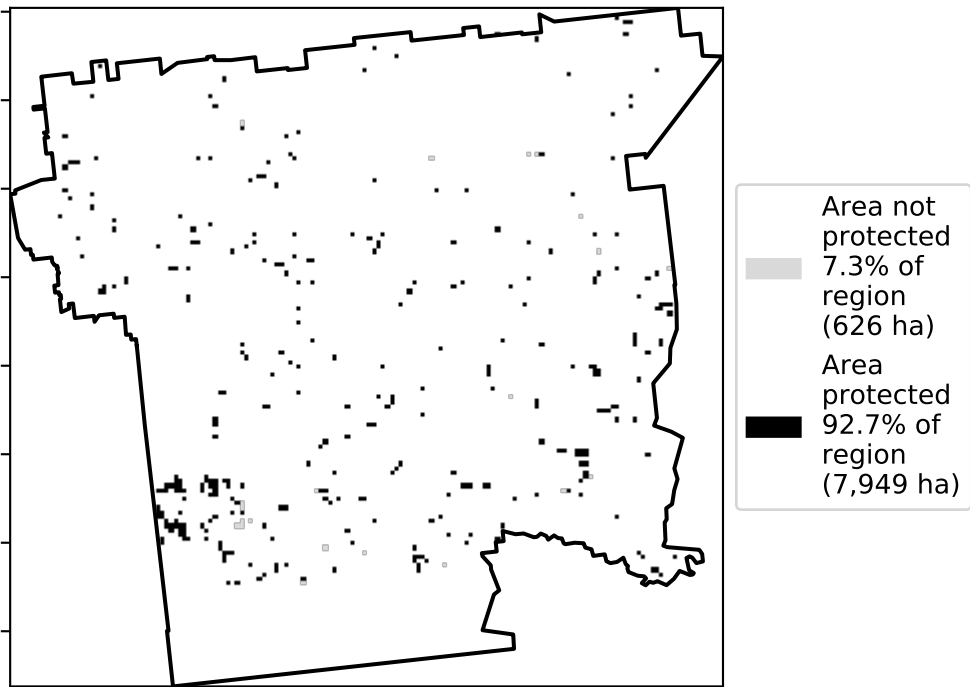 Area not
protected
7.3% of
region
(626 ha)
Area
protected
92.7% of
region
(7,949 ha)